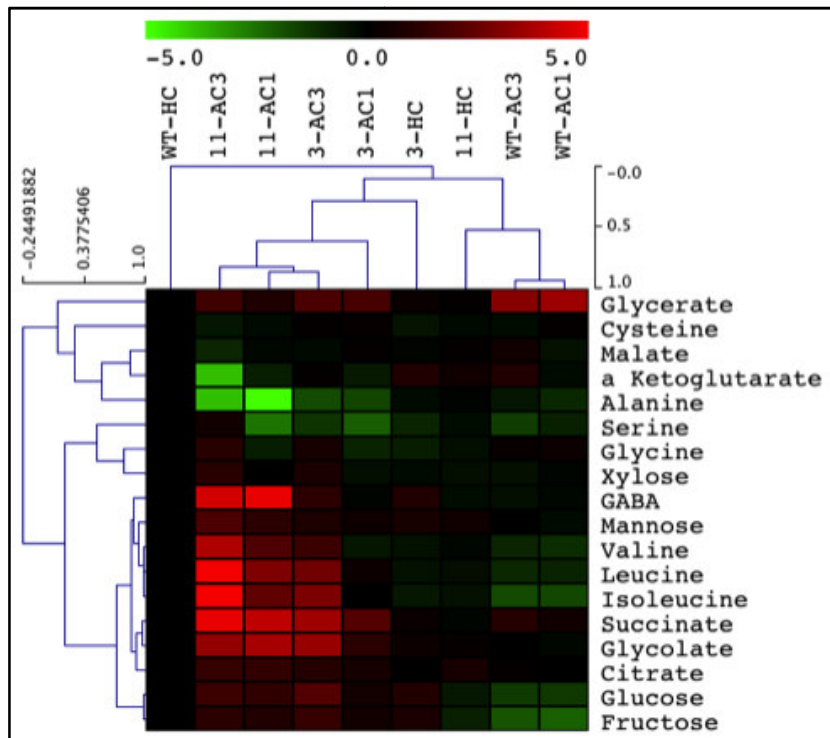 -5.0 0.0 5.0
WT-HC
11-AC3
11-AC1
3-AC3
3-AC1
3-HC
11-HC
WT-AC3
WT-AC1
-0.0
0.5
1.0
-0.24491882
0.3775406
1.0
Glycerate
Cysteine
Malate
a Ketoglutarate
Alanine
Serine
Glycine
Xylose
GABA
Mannose
Valine
Leucine
Isoleucine
Succinate
Glycolate
Citrate
Glucose
Fructose